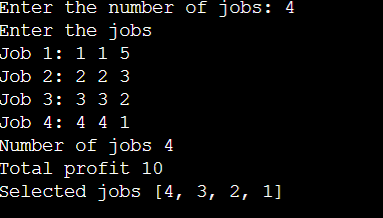 Enter the number of jobs: 4
Enter the jobs
Job 1: 1 1 5
Job 2: 2 2 3
Job 3: 3 3 2
Job 4: 4 4 1
Number of jobs 4
Total profit 10
Selected jobs [4, 3, 2, 1]